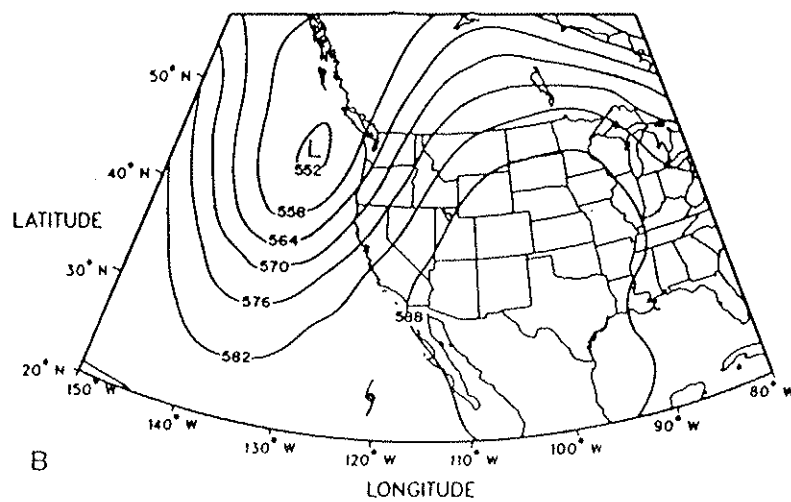 50° N
40° N
LATITUDE
30° N
20° N
150° W
140° W
130° W
120° W
110° W
100° W
90° W
80° W
LONGITUDE
L
552
558
564
570
576
582
588
B